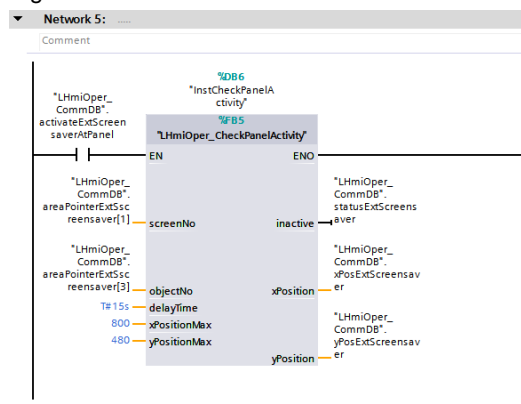 Network 5: .....
Comment
%DB6
"InstCheckPanelA
ctivity"
%FB5
"LHmiOper_CheckPanelActivity"
"LHmiOper_
CommDB".
activateExtScreen
saverAtPanel
EN
ENO
"LHmiOper_
CommDB".
areaPointerExtSsc
reensaver[1]
screenNo
"LHmiOper_
CommDB".
statusExtScreens
aver
inactive
"LHmiOper_
CommDB".
areaPointerExtSsc
reensaver[3]
objectNo
"LHmiOper_
CommDB".
xPosExtScreensav
er
xPosition
T#15s
delayTime
800
xPositionMax
480
yPositionMax
"LHmiOper_
CommDB".
yPosExtScreensav
er
yPosition